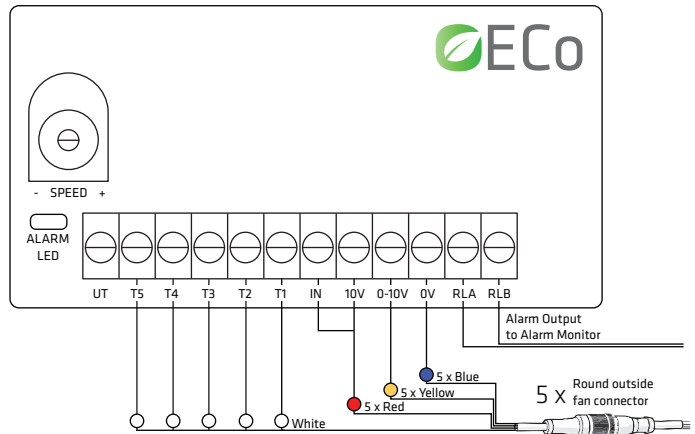 ECo
- SPEED +
ALARM
LED
UT T5 T4 T3 T2 T1 IN 10V 0-10V 0V RLA RLB
Alarm Output
to Alarm Monitor
5 x Blue
5 x Yellow
5 x Red
White
5 x Round outside
fan connector